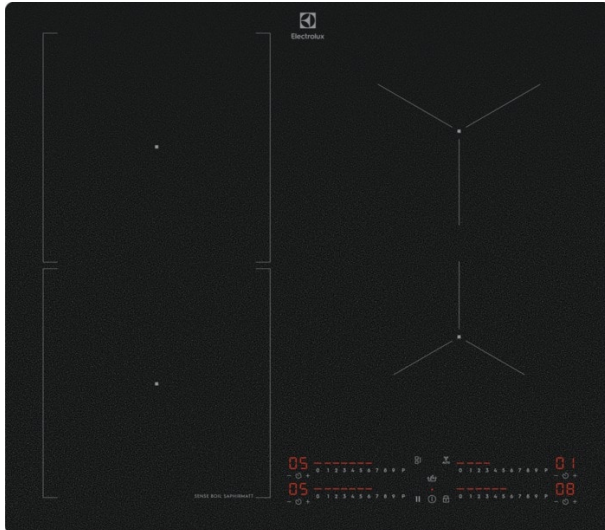 Electrolux
05 0 1 2 3 4 5 6 7 8 9 P
0 1 2 3 4 5 6 7 8 9 P 01
- +
- +
05 0 1 2 3 4 5 6 7 8 9 P
0 1 2 3 4 5 6 7 8 9 P 08
- +
- +
SENSE BOIL SAPHIRMATT